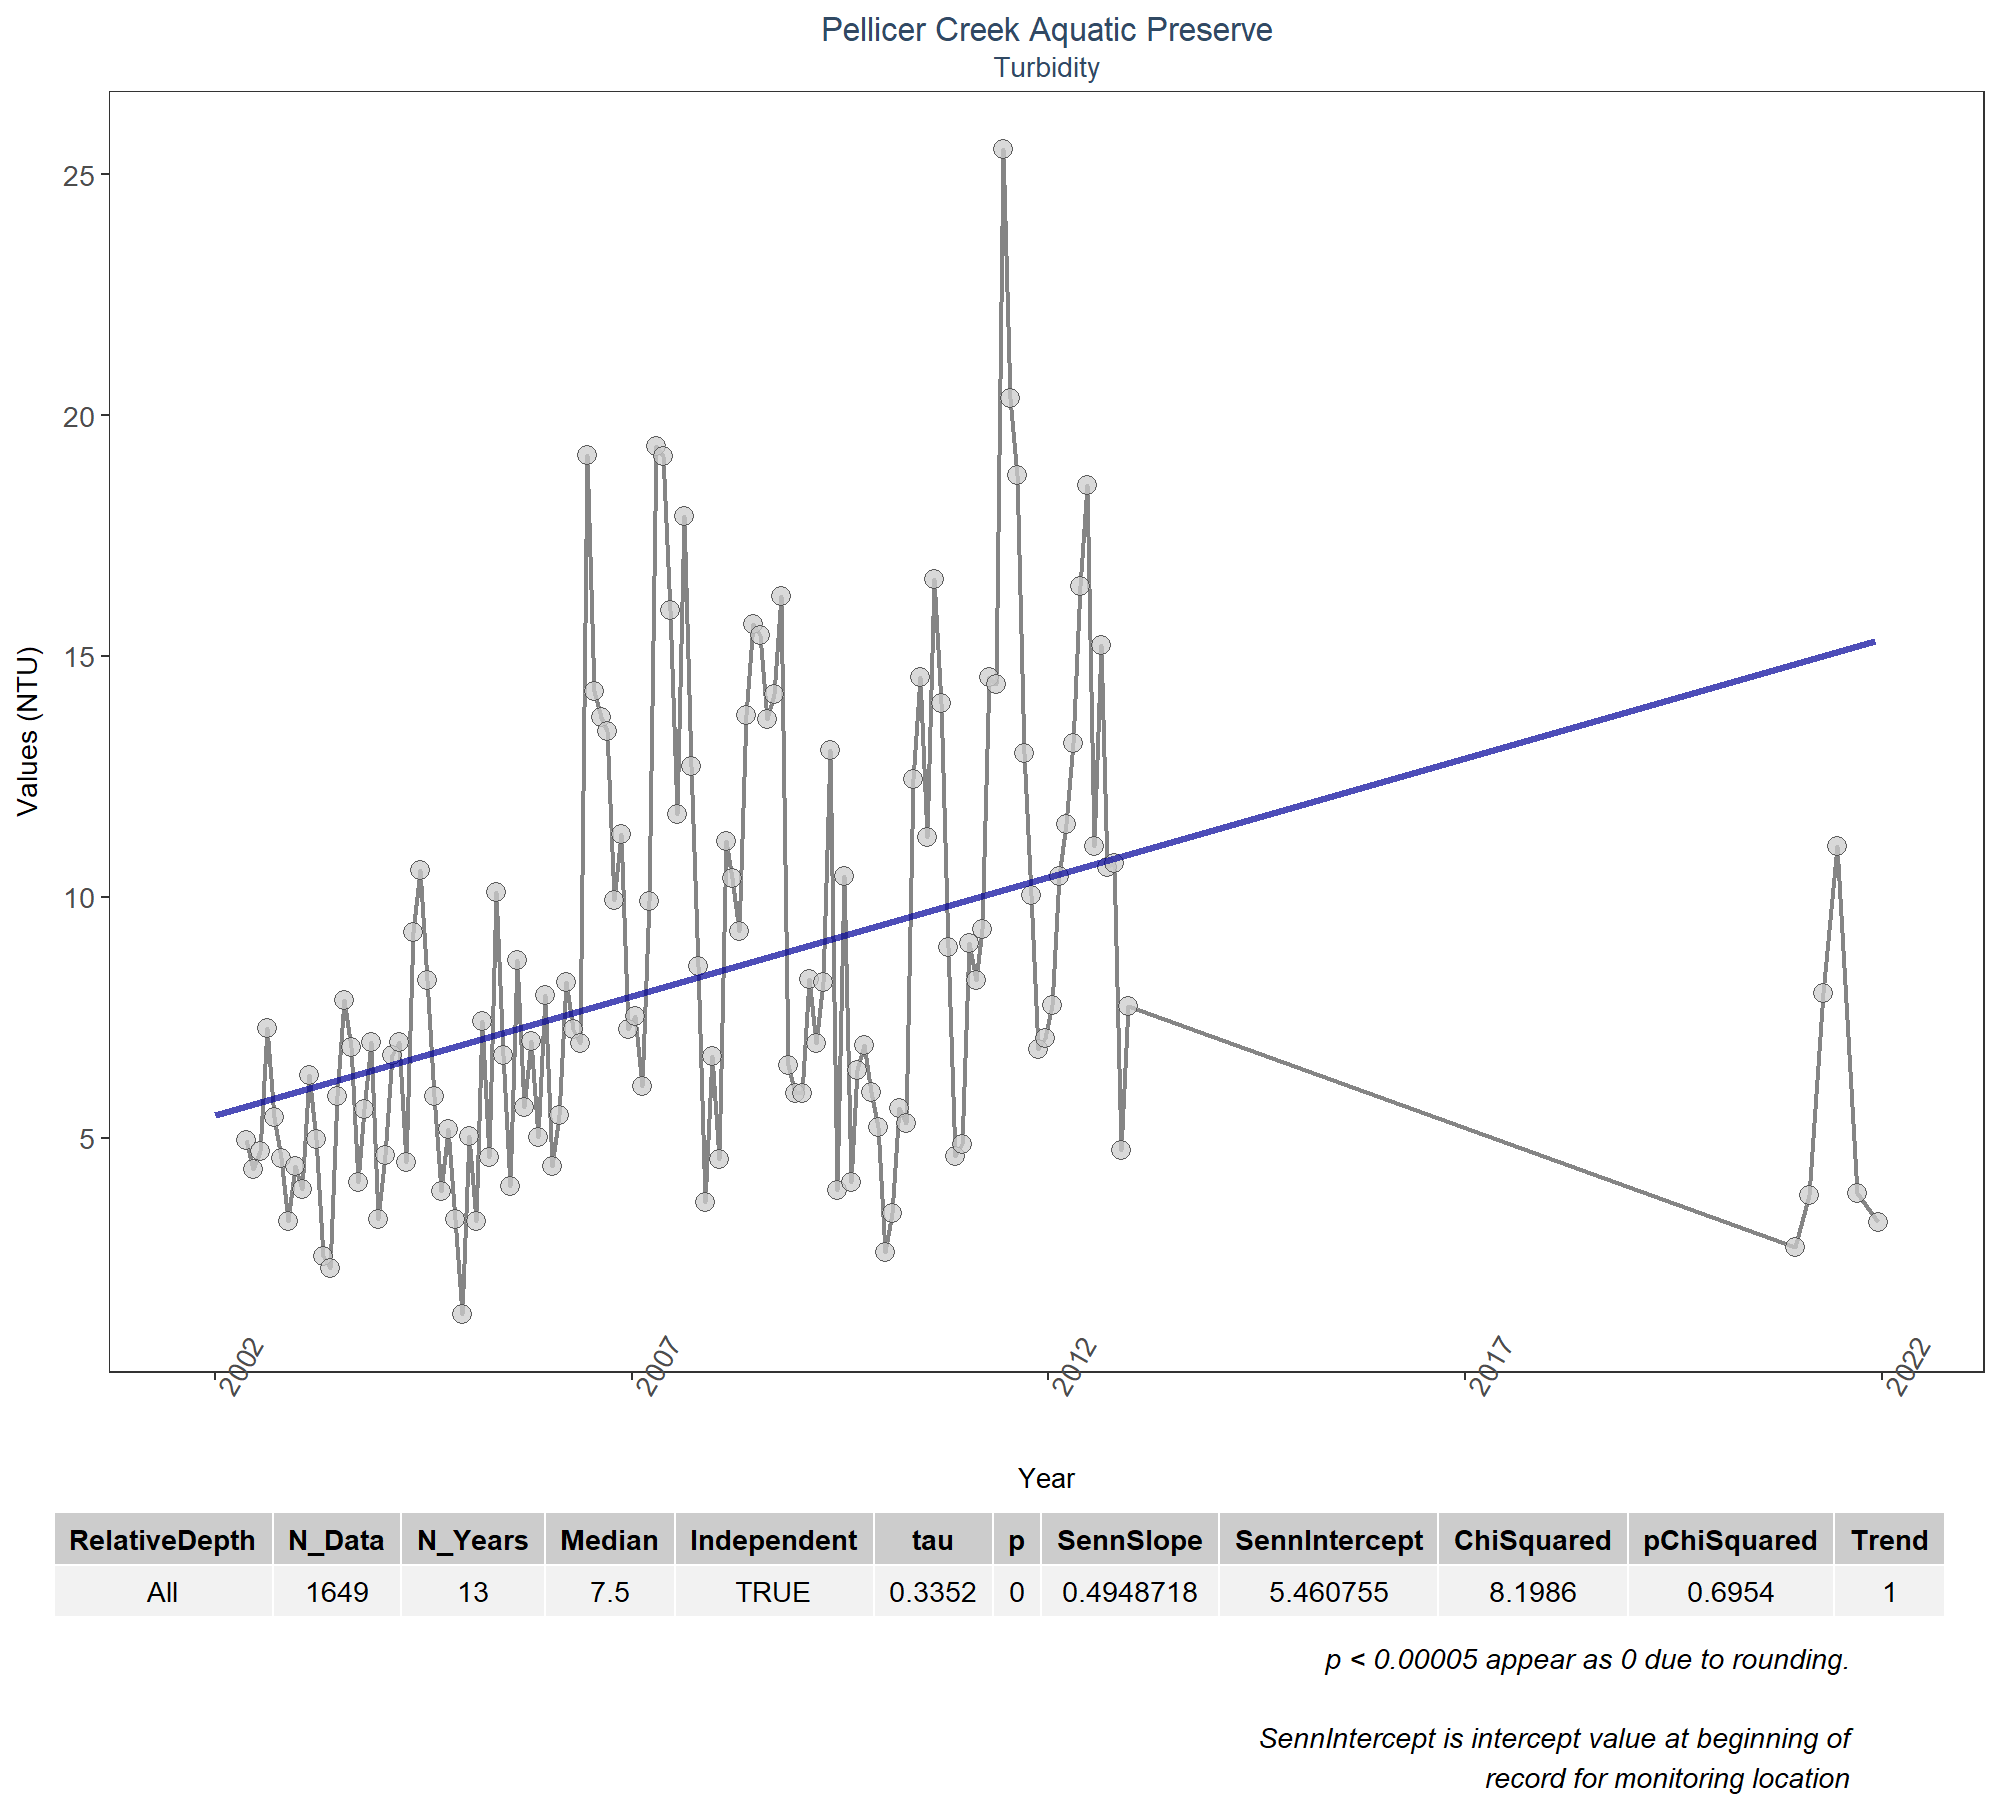 Pellicer Creek Aquatic Preserve
Turbidity
25
20
15
10
5
Values (NTU)
2002 2007 2012 2017 2022
Year
RelativeDepth N_Data N_Years Median Independent tau p SennSlope SennIntercept ChiSquared pChiSquared Trend
All 1649 13 7.5 TRUE 0.3352 0 0.4948718 5.460755 8.1986 0.6954 1
p < 0.00005 appear as 0 due to rounding.
SennIntercept is intercept value at beginning of
record for monitoring location